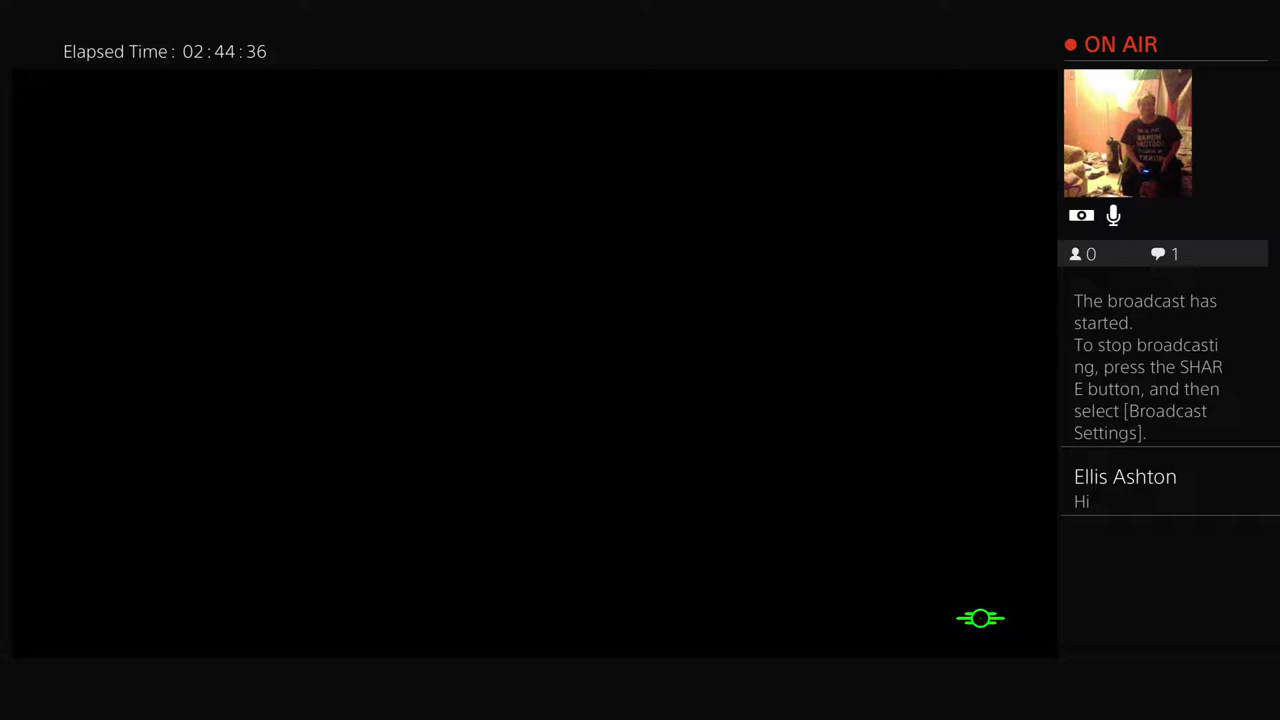 Elapsed Time : 02 : 44 : 36
ON AIR
0
1
The broadcast has
started.
To stop broadcasti
ng, press the SHAR
E button, and then
select [Broadcast
Settings].
Ellis Ashton
Hi